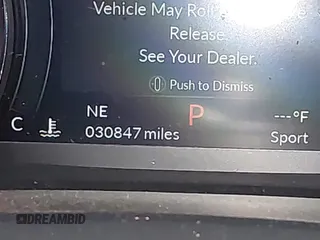 Vehicle May Roll
Release.
See Your Dealer.
Push to Dismiss
NE P ---°F
C 030847 miles Sport
DREAMBID